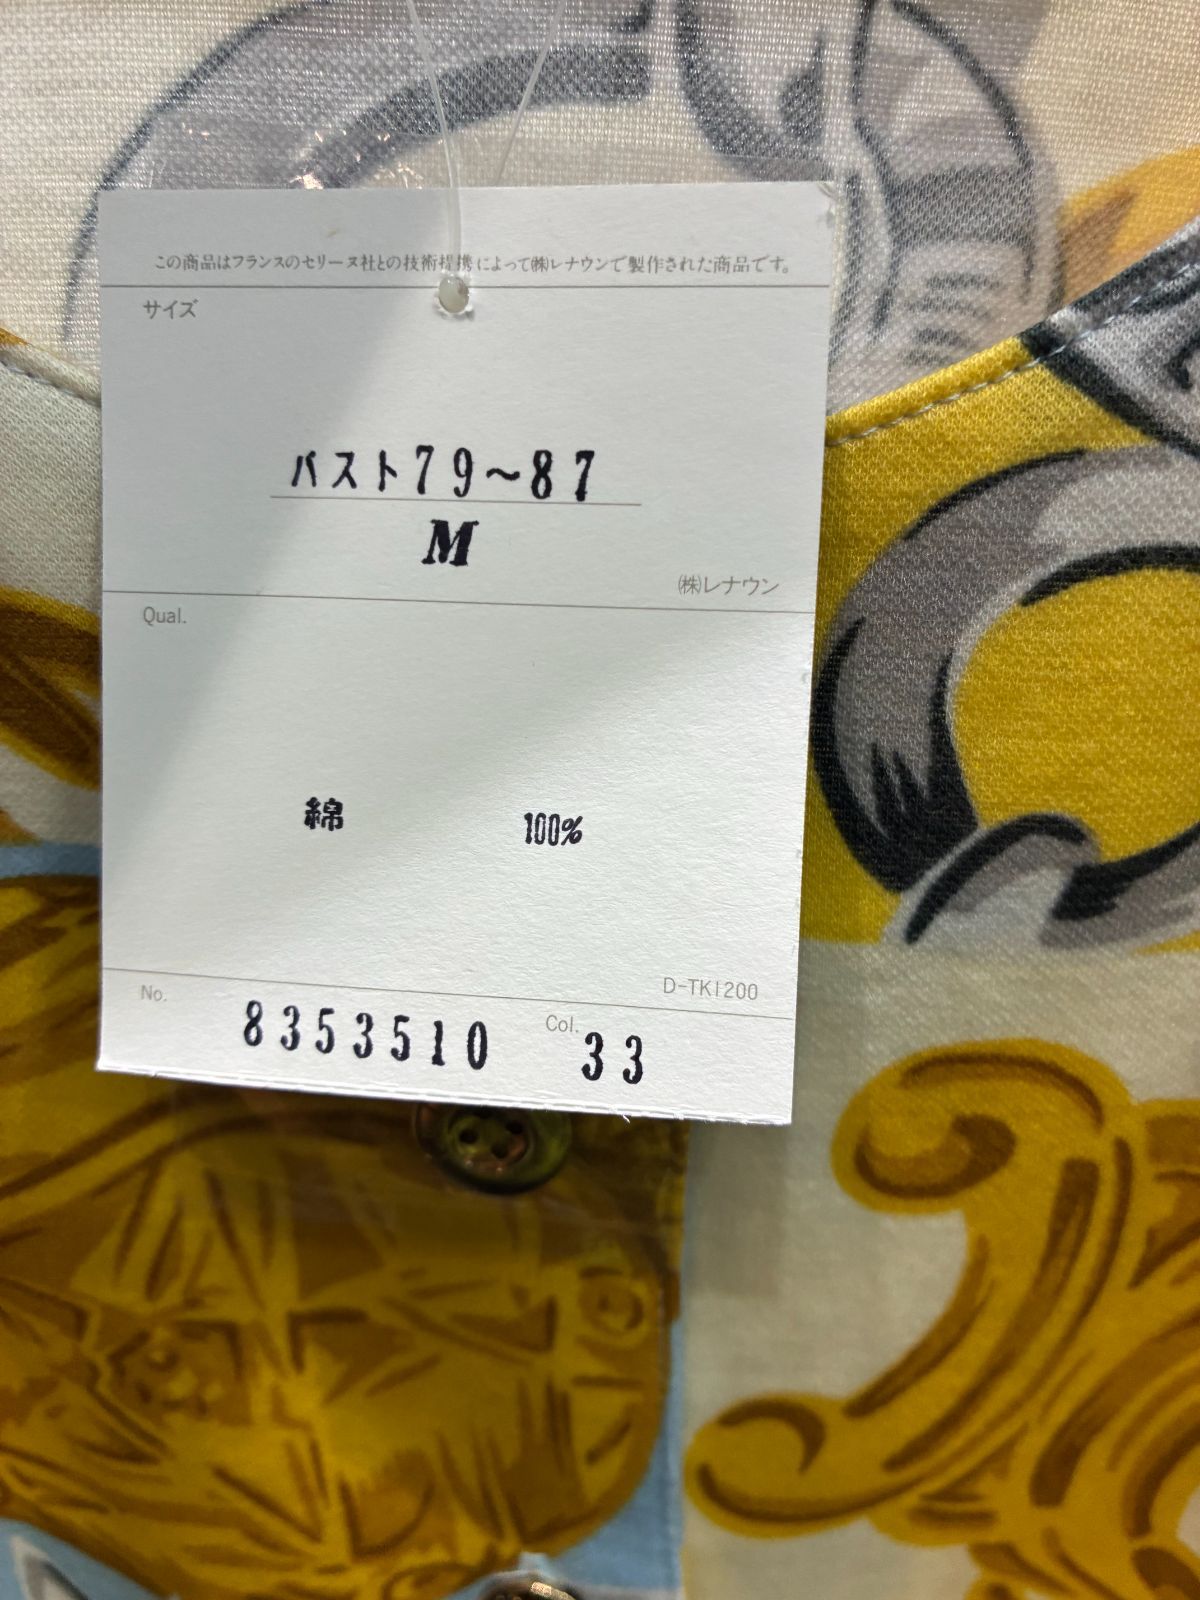 この商品はフランスのセリーヌ社との技術提携によって㈱レナウンで製作された商品です。
サイズ
バスト79～87
M
㈱レナウン
Qual.
綿 100%
D-TK1200
No. 8353510 Col. 33